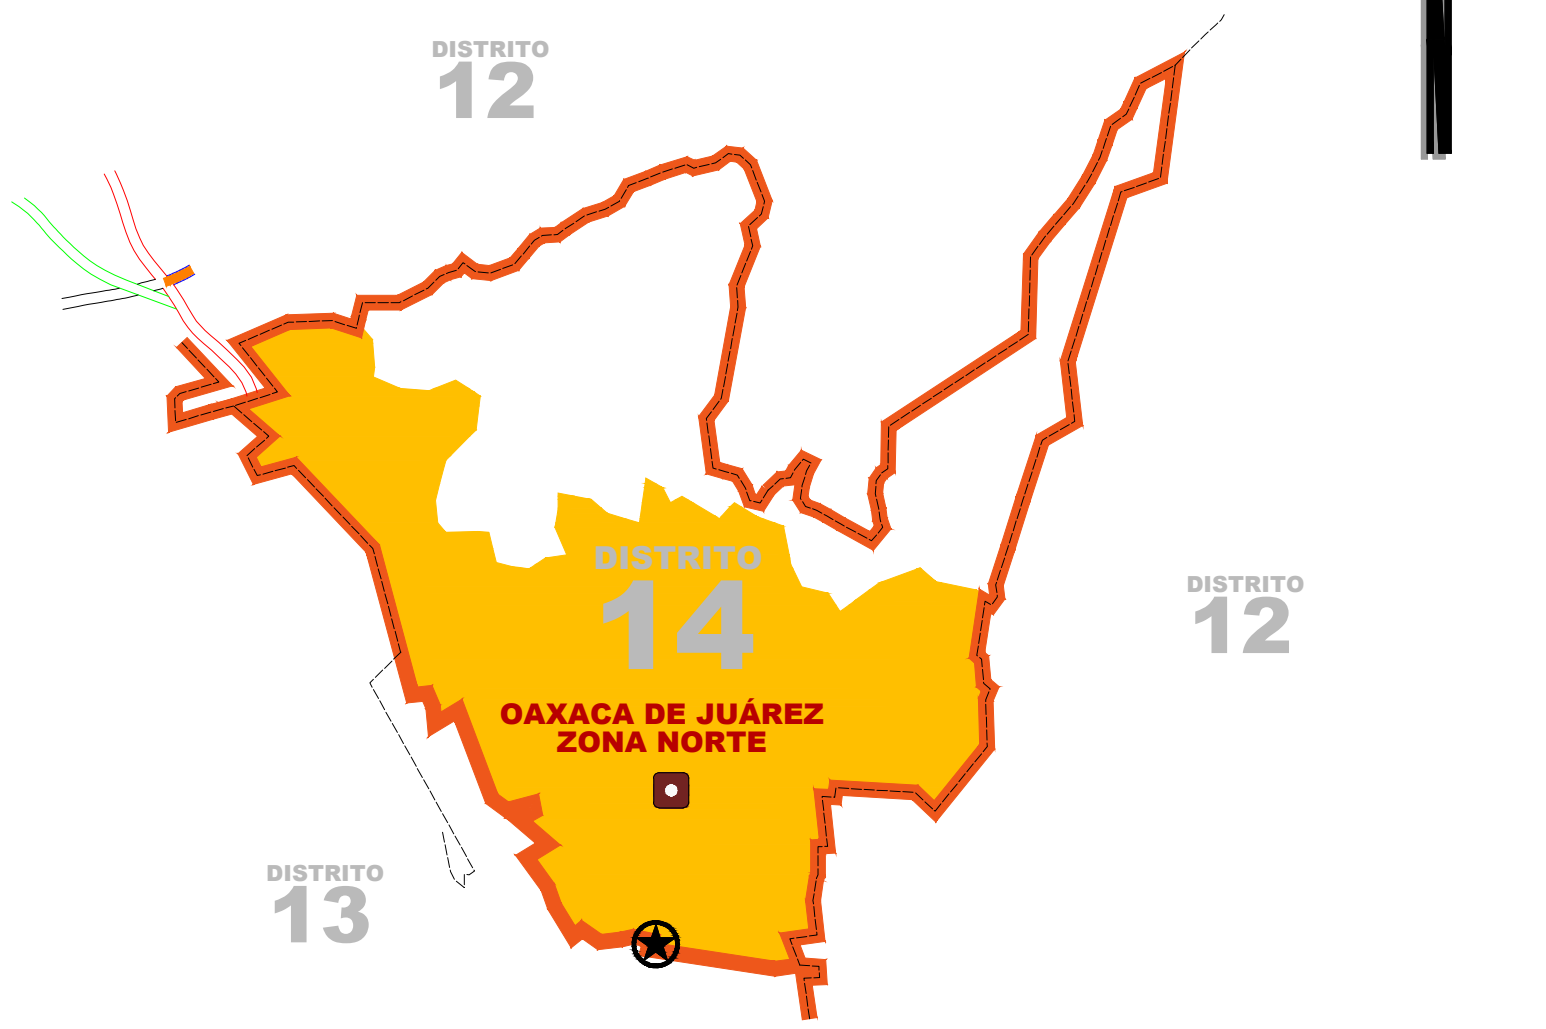 DISTRITO
12
DISTRITO
14
DISTRITO
12
OAXACA DE JUÁREZ
ZONA NORTE
DISTRITO
13